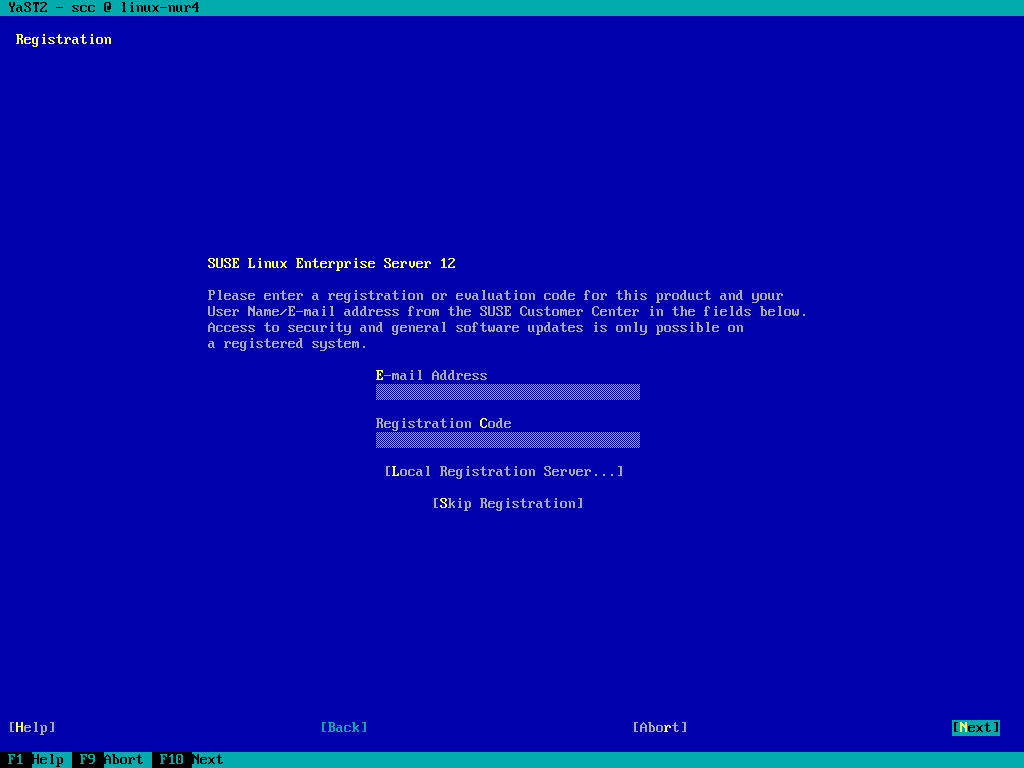 YaST2 - scc @ linux-nur4
Registration
SUSE Linux Enterprise Server 12
Please enter a registration or evaluation code for this product and your
User Name/E-mail address from the SUSE Customer Center in the fields below.
Access to security and general software updates is only possible on
a registered system.
E-mail Address
Registration Code
[Local Registration Server...]
[Skip Registration]
[Help] [Back] [Abort] [Next]
F1 Help F9 Abort F10 Next